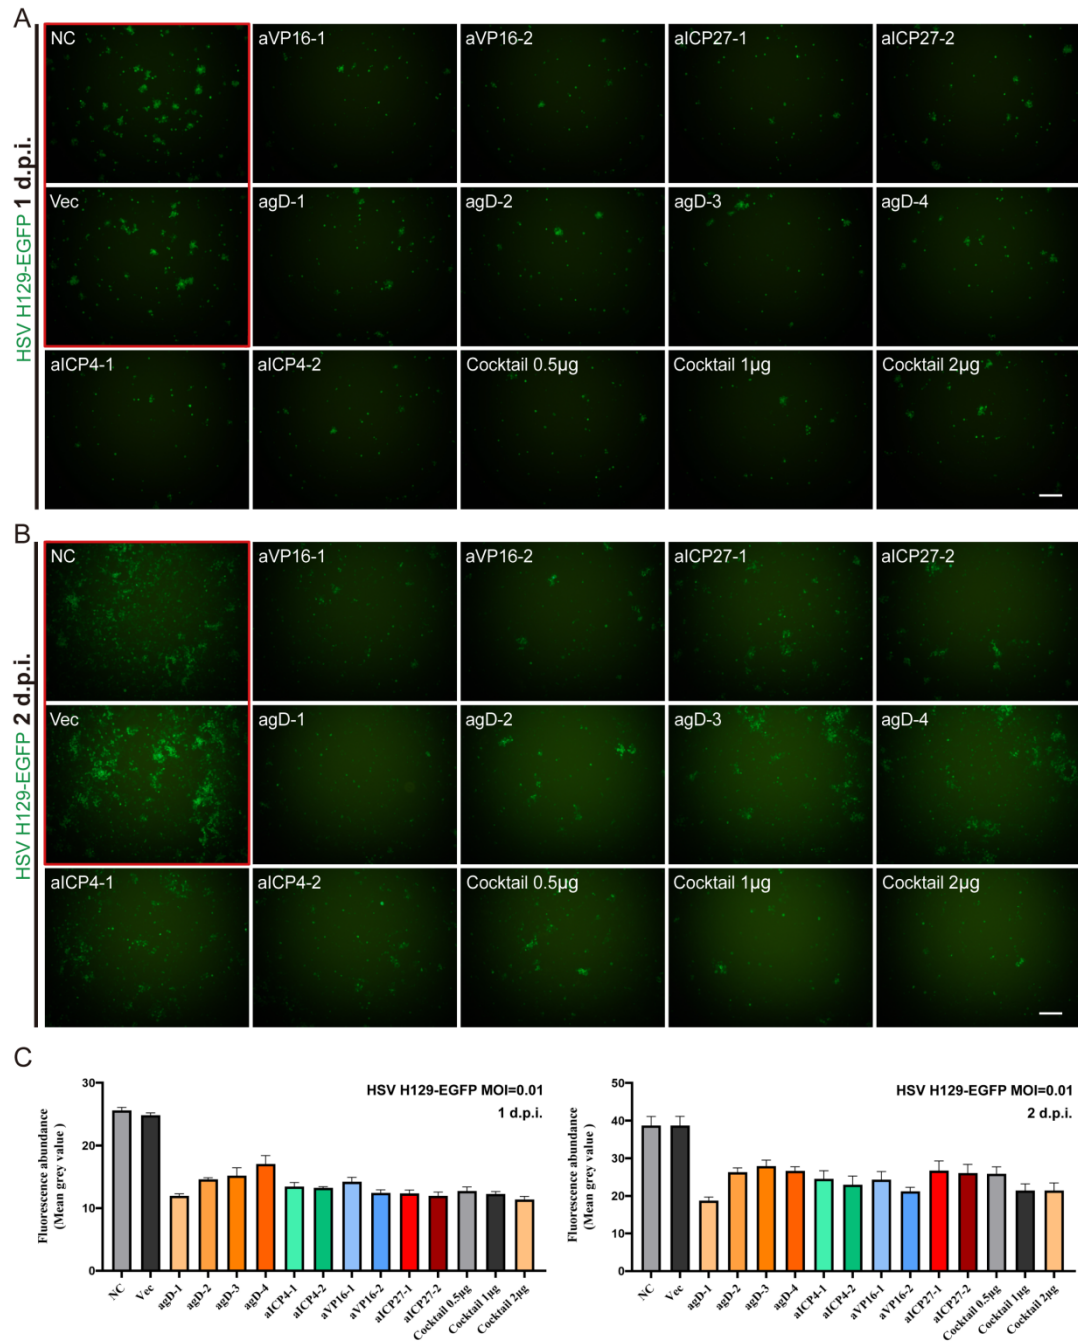 A
HSV H129-EGFP 1 d.p.i.
NC
aVP16-1
aVP16-2
aICP27-1
aICP27-2
Vec
agD-1
agD-2
agD-3
agD-4
aICP4-1
aICP4-2
Cocktail 0.5µg
Cocktail 1µg
Cocktail 2µg
B
HSV H129-EGFP 2 d.p.i.
NC
aVP16-1
aVP16-2
aICP27-1
aICP27-2
Vec
agD-1
agD-2
agD-3
agD-4
aICP4-1
aICP4-2
Cocktail 0.5µg
Cocktail 1µg
Cocktail 2µg
C
HSV H129-EGFP MOI=0.01
1 d.p.i.
Fluorescence abundance
(Mean grey value )
30
20
10
0
NC
Vec
agD-1
agD-2
agD-3
agD-4
aICP4-1
aICP4-2
aVP16-1
aVP16-2
aICP27-1
aICP27-2
Cocktail 0.5µg
Cocktail 1µg
Cocktail 2µg
HSV H129-EGFP MOI=0.01
2 d.p.i.
Fluorescence abundance
(Mean grey value )
50
40
30
20
10
0
NC
Vec
agD-1
agD-2
agD-3
agD-4
aICP4-1
aICP4-2
aVP16-1
aVP16-2
aICP27-1
aICP27-2
Cocktail 0.5µg
Cocktail 1µg
Cocktail 2µg